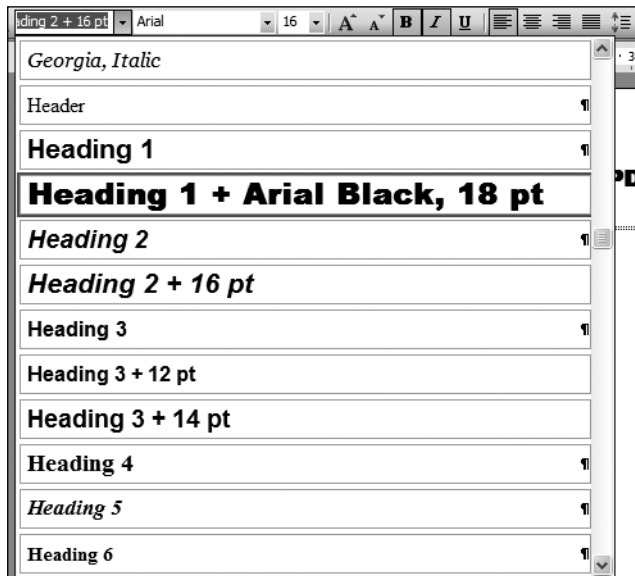 ading 2 + 16 pt Arial 16 A A B I U
Georgia, Italic
Header ¶
Heading 1 ¶
Heading 1 + Arial Black, 18 pt
Heading 2 ¶
Heading 2 + 16 pt
Heading 3 ¶
Heading 3 + 12 pt
Heading 3 + 14 pt
Heading 4 ¶
Heading 5 ¶
Heading 6 ¶
3
PD